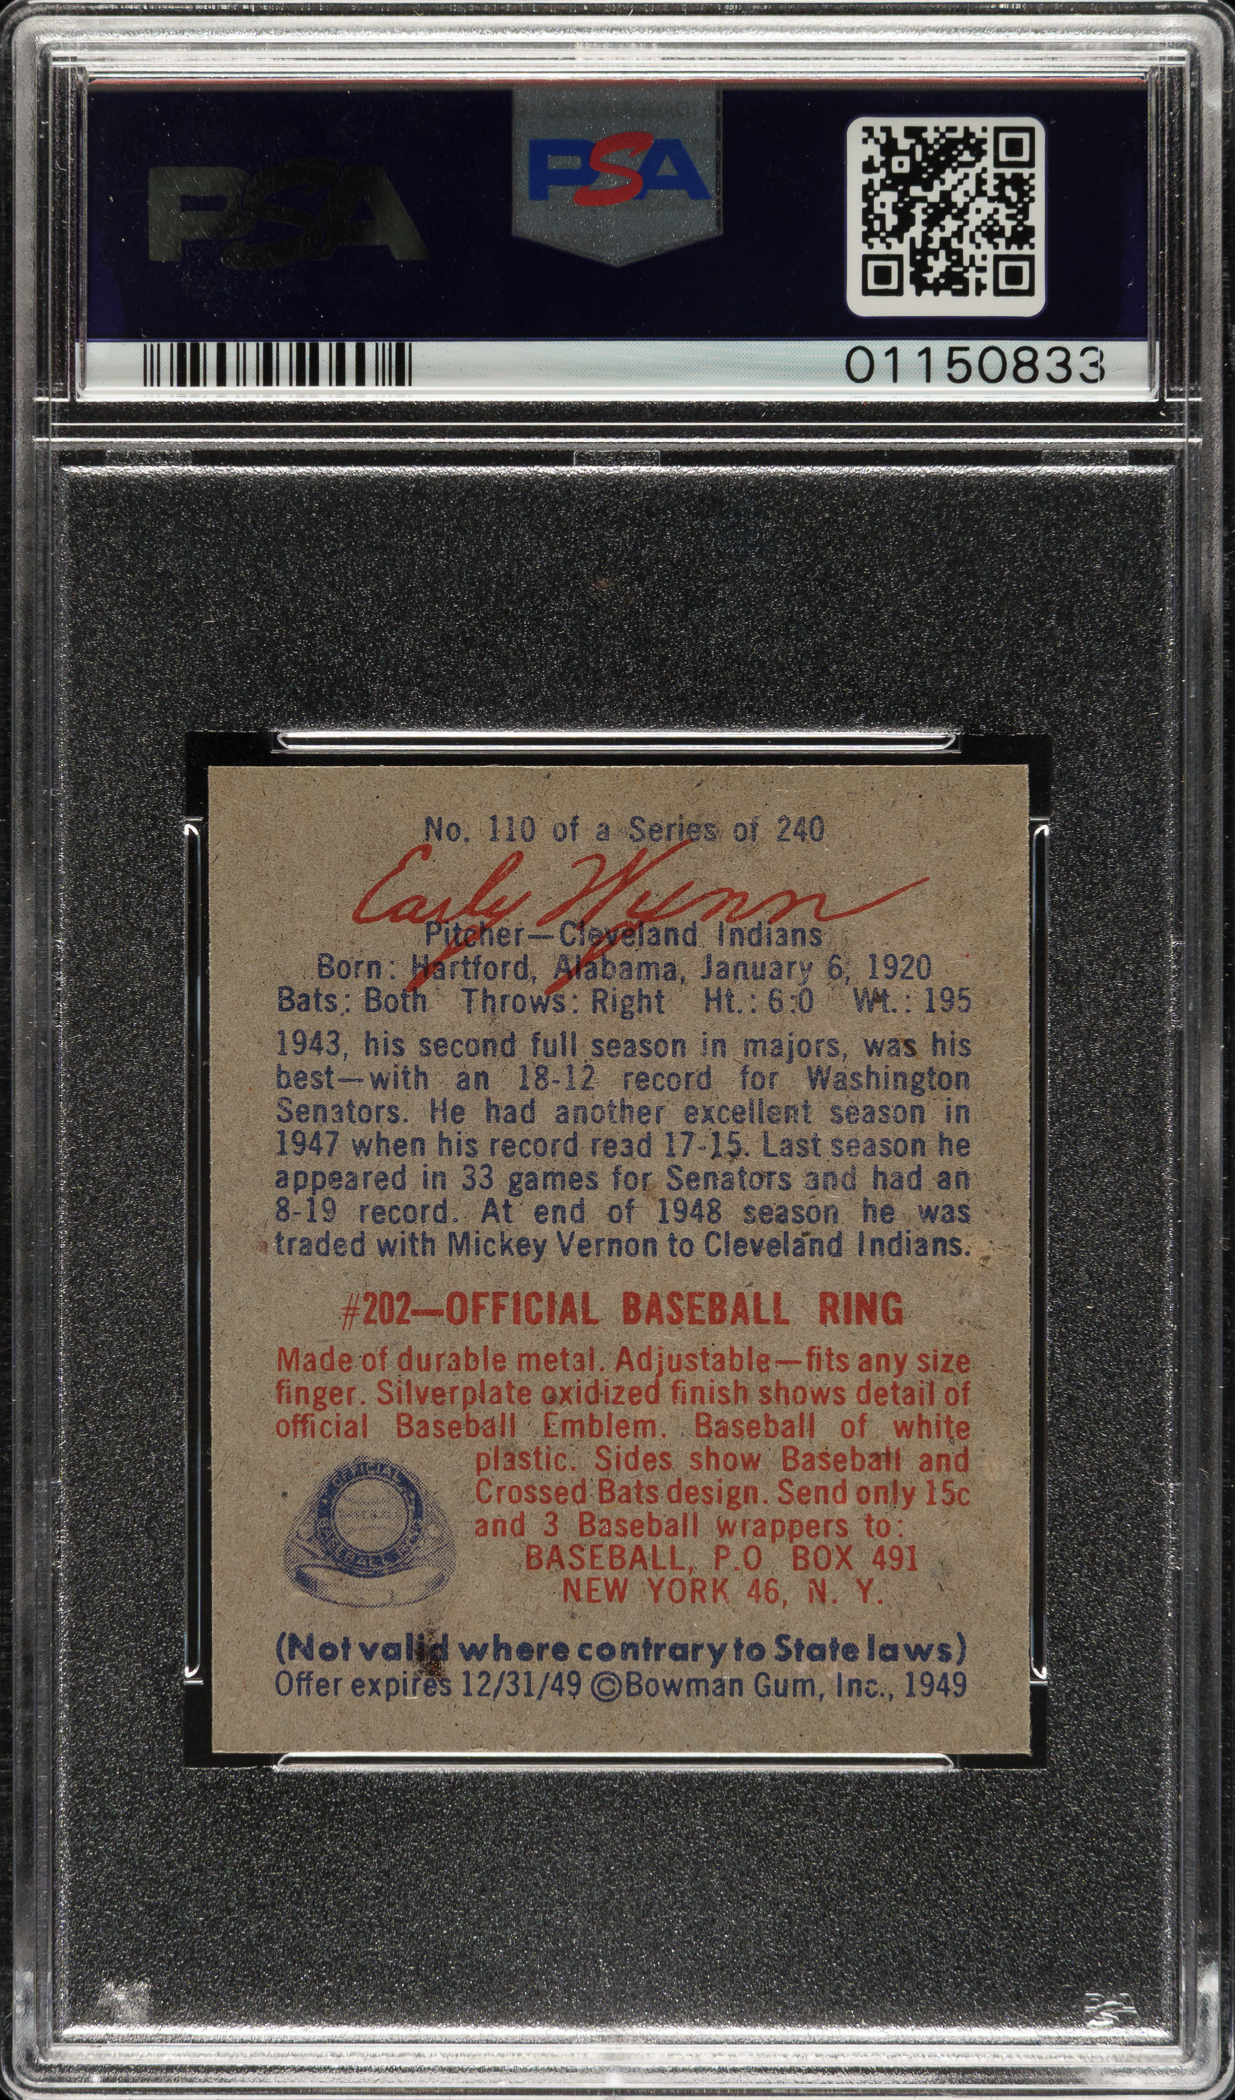 PSA
PSA
01150833
No. 110 of a Series of 240
Early Wynn
Pitcher—Cleveland Indians
Born: Hartford, Alabama, January 6, 1920
Bats: Both Throws: Right Ht.: 6:0 Wt.: 195
1943, his second full season in majors, was his
best—with an 18-12 record for Washington
Senators. He had another excellent season in
1947 when his record read 17-15. Last season he
appeared in 33 games for Senators and had an
8-19 record. At end of 1948 season he was
traded with Mickey Vernon to Cleveland Indians.
#202—OFFICIAL BASEBALL RING
Made of durable metal. Adjustable—fits any size
finger. Silverplate oxidized finish shows detail of
official Baseball Emblem. Baseball of white
plastic. Sides show Baseball and
Crossed Bats design. Send only 15c
and 3 Baseball wrappers to:
BASEBALL, P.O BOX 491
NEW YORK 46, N. Y.
OFFICIAL
BASEBALL RING
(Not valid where contrary to State laws)
Offer expires 12/31/49 ©Bowman Gum, Inc., 1949
PSA